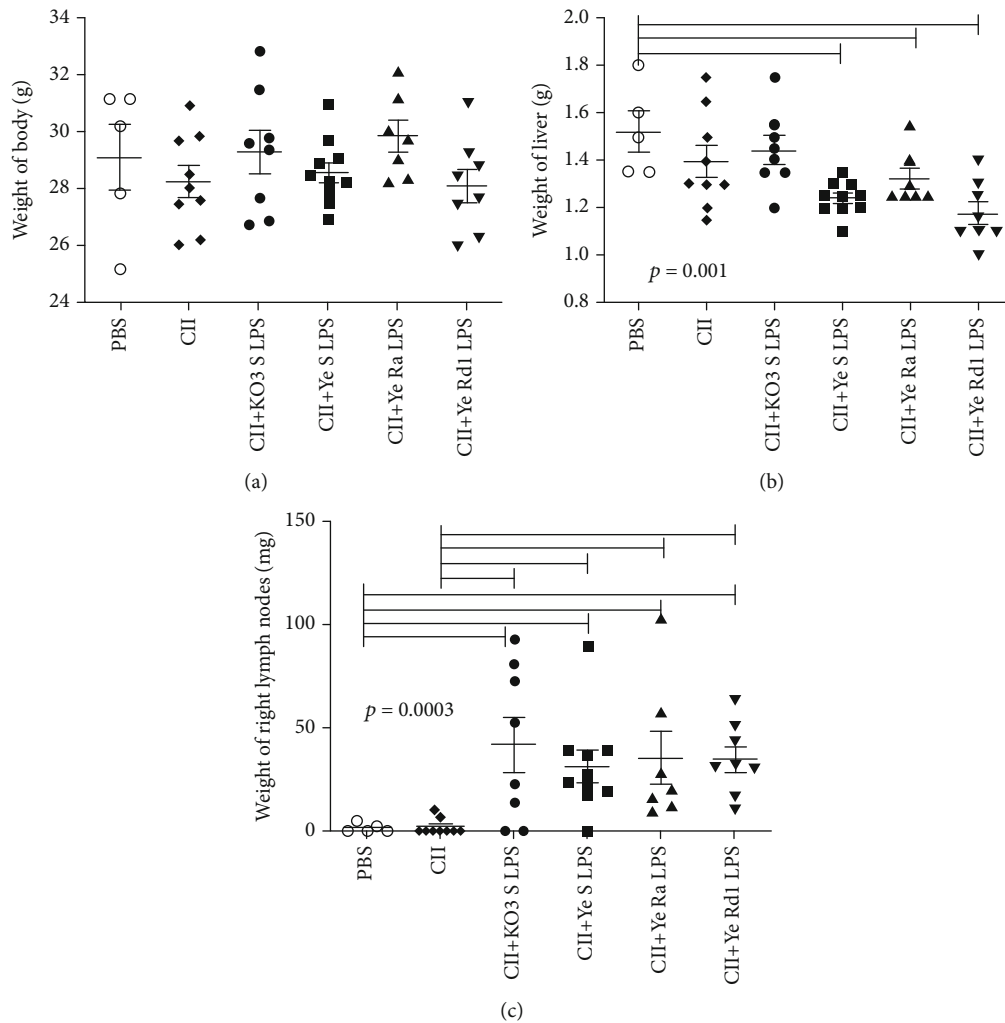 Weight of body (g)
34
32
30
28
26
24
PBS
CII
CII+KO3 S LPS
CII+Ye S LPS
CII+Ye Ra LPS
CII+Ye Rd1 LPS
(a)
Weight of liver (g)
2.0
1.8
1.6
1.4
1.2
1.0
0.8
p = 0.001
PBS
CII
CII+KO3 S LPS
CII+Ye S LPS
CII+Ye Ra LPS
CII+Ye Rd1 LPS
(b)
Weight of right lymph nodes (mg)
150
100
50
0
p = 0.0003
PBS
CII
CII+KO3 S LPS
CII+Ye S LPS
CII+Ye Ra LPS
CII+Ye Rd1 LPS
(c)